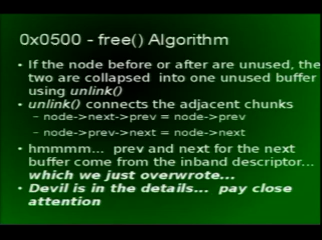 0x0500 - free() Algorithm
• If the node before or after are unused, the
two are collapsed into one unused buffer
using unlink()
• unlink() connects the adjacent chunks
– node->next->prev = node->prev
– node->prev->next = node->next
• hmmmm... prev and next for the next
buffer come from the inband descriptor...
which we just overwrote...
• Devil is in the details... pay close
attention